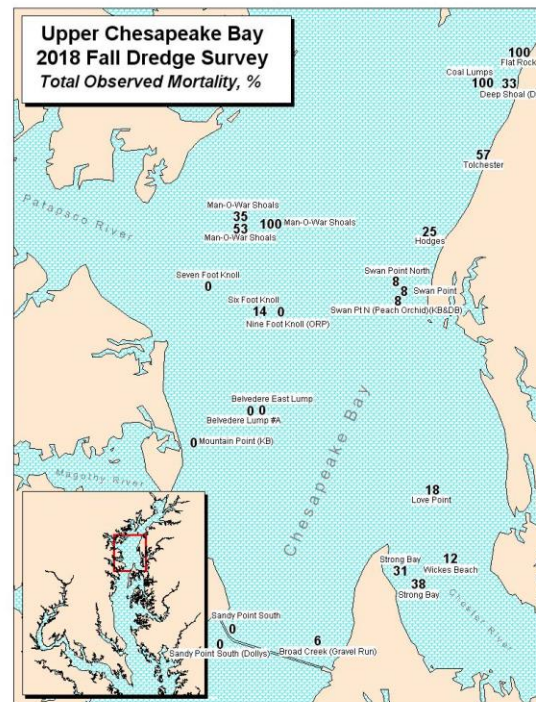 Upper Chesapeake Bay
2018 Fall Dredge Survey
Total Observed Mortality, %
100
Flat Rock
Coal Lumps
100 33
Deep Shoal (D
57
Tolchester
Patapsco River
Man-O-War Shoals
35
100 Man-O-War Shoals
53
Man-O-War Shoals
25
Hodges
Seven Foot Knoll
0
Swan Point North
8
8 Swan Point
8
Swan Pt N (Peach Orchid)(KB&DB)
Six Foot Knoll
14 0
Nine Foot Knoll (ORP)
Belvedere East Lump
0 0
Belvedere Lump #A
0 Mountain Point (KB)
Magothy River
Chesapeake Bay
18
Love Point
Strong Bay
31
12
Wickes Beach
38
Strong Bay
Chester River
Sandy Point South
0
0
Sandy Point South (Dollys)
6
Broad Creek (Gravel Run)